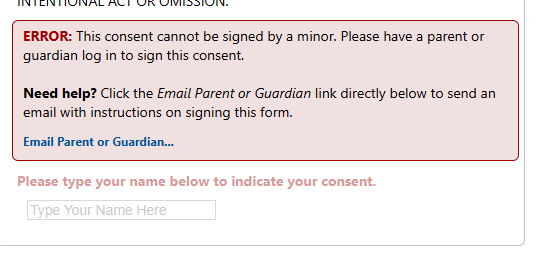 INTENTIONAL ACT OR OMISSION.
ERROR: This consent cannot be signed by a minor. Please have a parent or
guardian log in to sign this consent.
Need help? Click the Email Parent or Guardian link directly below to send an
email with instructions on signing this form.
Email Parent or Guardian...
Please type your name below to indicate your consent.
Type Your Name Here